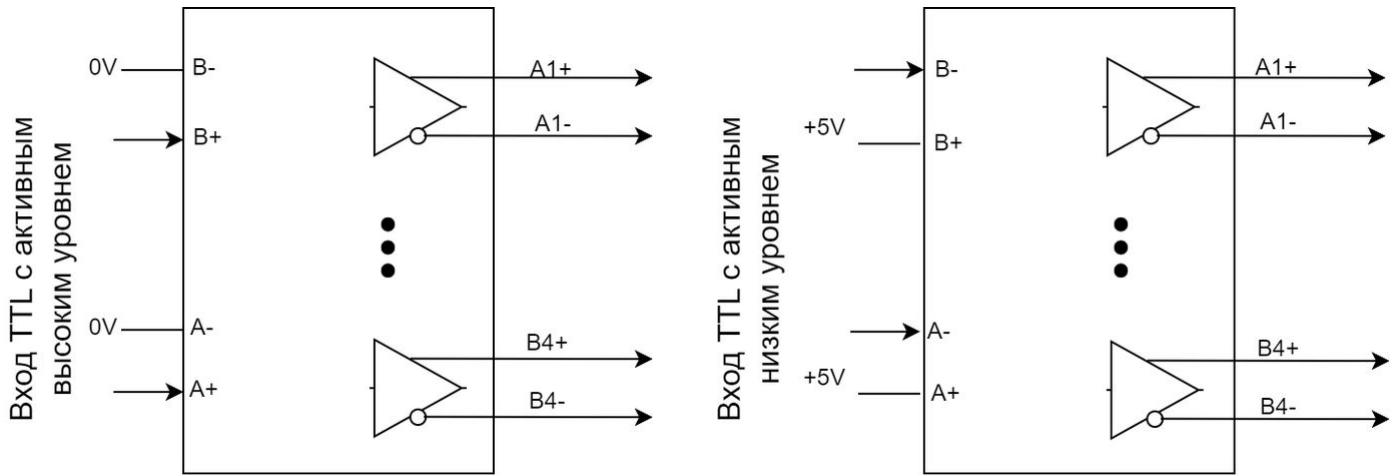 Вход TTL с активным
высоким уровнем
0V
B-
B+
0V
A-
A+
A1+
A1-
B4+
B4-
Вход TTL с активным
низким уровнем
B-
+5V
B+
A-
+5V
A+
A1+
A1-
B4+
B4-